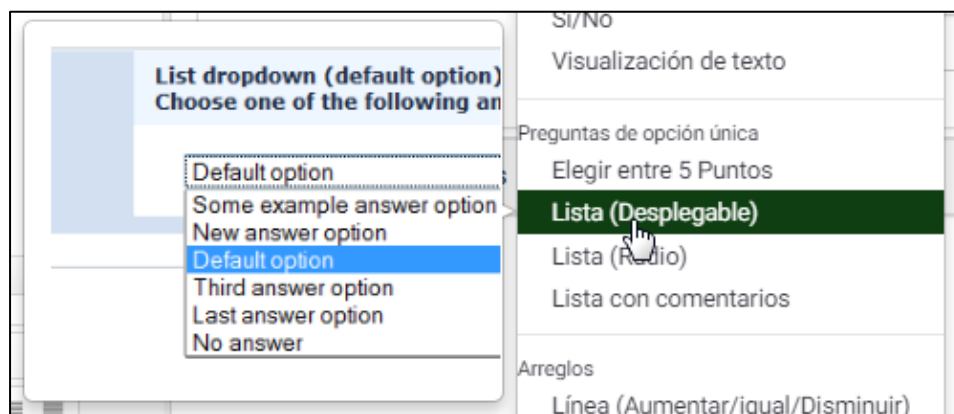 List dropdown (default option)
Choose one of the following an
Default option
Some example answer option
New answer option
Default option
Third answer option
Last answer option
No answer
Sí/No
Visualización de texto
Preguntas de opción única
Elegir entre 5 Puntos
Lista (Desplegable)
Lista (Radio)
Lista con comentarios
Arreglos
Línea (Aumentar/igual/Disminuir)